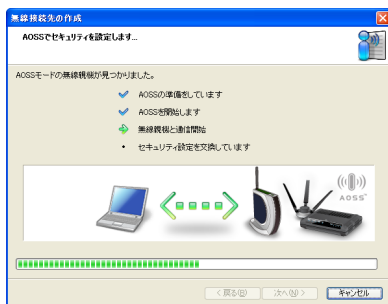 無線接続先の作成
AOSSでセキュリティを設定します...
AOSSモードの無線親機が見つかりました。
AOSSの準備をしています
AOSSを開始します
無線親機と通信開始
セキュリティ設定を交換しています
AOSS™
< 戻る(B)
次へ(N) >
キャンセル